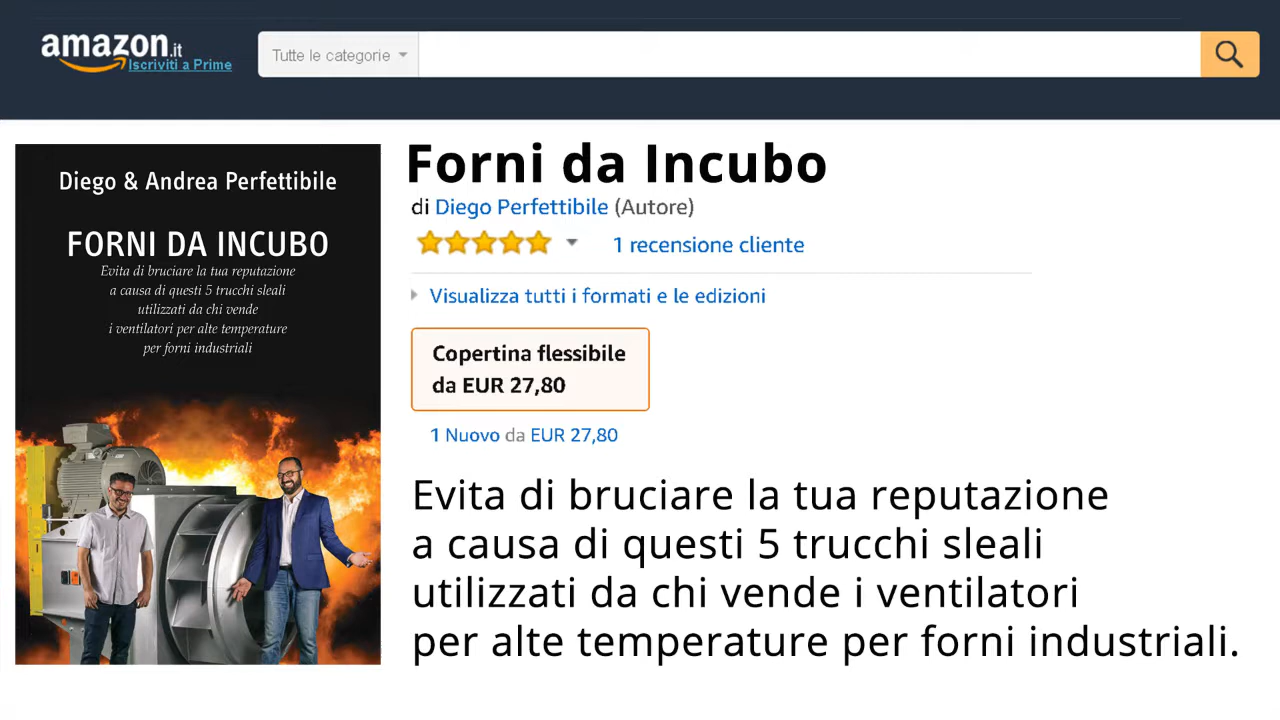 amazon.it
Iscriviti a Prime
Tutte le categorie
Diego & Andrea Perfettibile
FORNI DA INCUBO
Evita di bruciare la tua reputazione
a causa di questi 5 trucchi sleali
utilizzati da chi vende
i ventilatori per alte temperature
per forni industriali
Forni da Incubo
di Diego Perfettibile (Autore)
1 recensione cliente
Visualizza tutti i formati e le edizioni
Copertina flessibile
da EUR 27,80
1 Nuovo da EUR 27,80
Evita di bruciare la tua reputazione
a causa di questi 5 trucchi sleali
utilizzati da chi vende i ventilatori
per alte temperature per forni industriali.